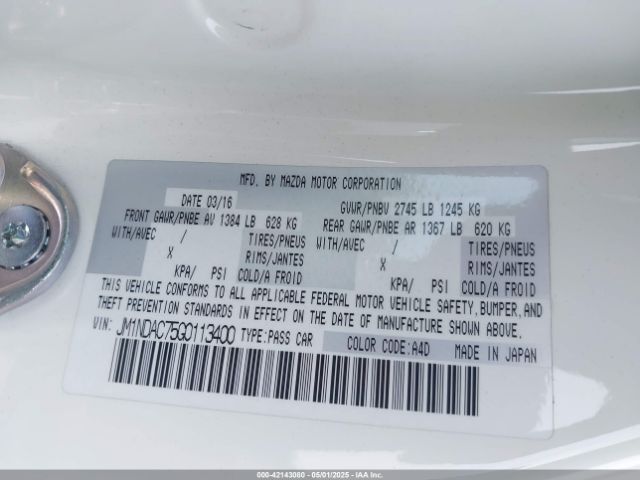 MFD. BY MAZDA MOTOR CORPORATION
DATE 03/16 GVWR/PNBV 2745 LB 1245 KG
FRONT GAWR/PNBE AV 1384 LB 628 KG REAR GAWR/PNBE AR 1367 LB 620 KG
WITH/AVEC / TIRES/PNEUS WITH/AVEC / TIRES/PNEUS
X RIMS/JANTES X RIMS/JANTES
KPA/ PSI COLD/A FROID KPA/ PSI COLD/A FROID
THIS VEHICLE CONFORMS TO ALL APPLICABLE FEDERAL MOTOR VEHICLE SAFETY, BUMPER, AND
THEFT PREVENTION STANDARDS IN EFFECT ON THE DATE OF MANUFACTURE SHOWN ABOVE.
VIN: JM1NDAC75G0113400 TYPE:PASS CAR COLOR INDEX: A4D MADE IN JAPAN
000-42143080 - 05/01/2025 - IAAI.COM